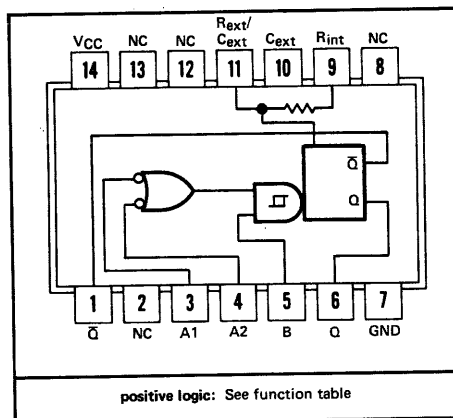 VCC NC NC Rext/Cext Cext Rint NC
14 13 12 11 10 9 8
Q̅
Q
1 2 3 4 5 6 7
Q̅ NC A1 A2 B Q GND
positive logic: See function table